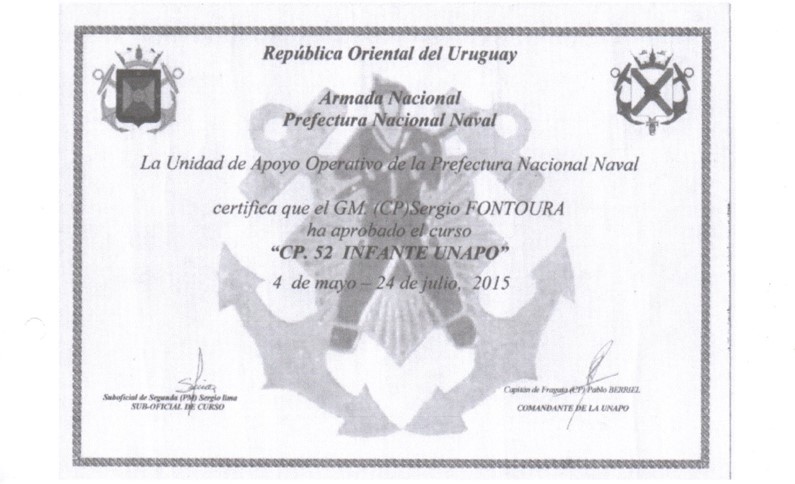 República Oriental del Uruguay
Armada Nacional
Prefectura Nacional Naval
La Unidad de Apoyo Operativo de la Prefectura Nacional Naval
certifica que el GM. (CP)Sergio FONTOURA
ha aprobado el curso
“CP. 52 INFANTE UNAPO”
4 de mayo – 24 de julio, 2015
Suboficial de Segunda (PM) Sergio lima
SUB-OFICIAL DE CURSO
Capitán de Fragata (CP) Pablo BERRIEL
COMANDANTE DE LA UNAPO